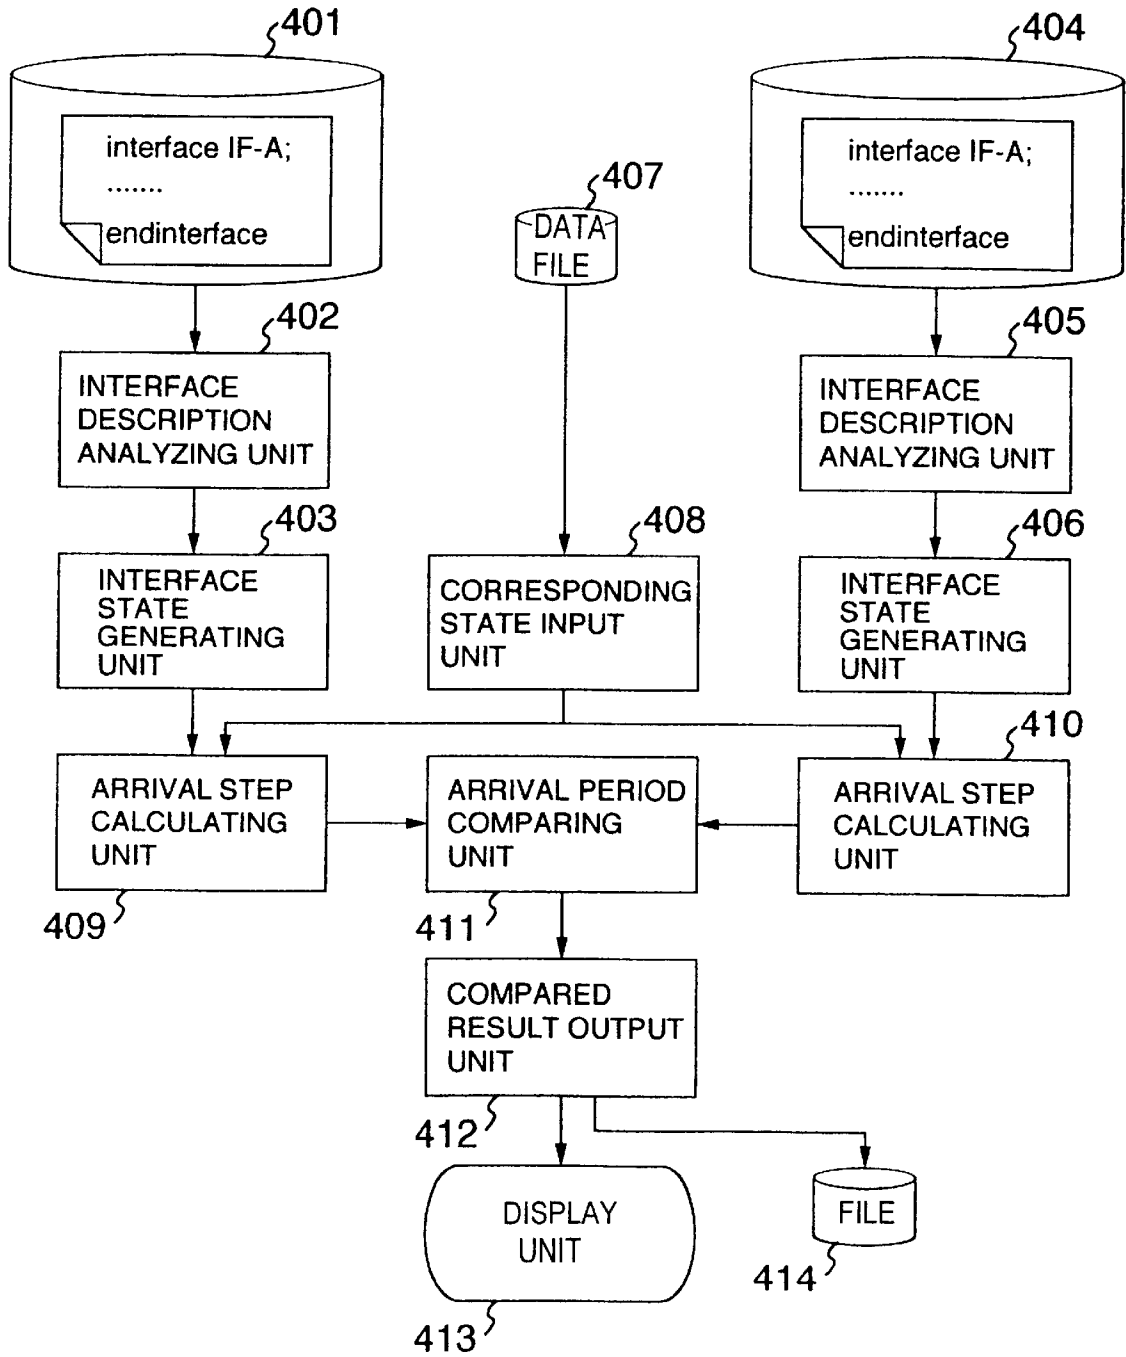 401
interface IF-A;
.......
endinterface
404
interface IF-A;
.......
endinterface
407
DATA
FILE
402
INTERFACE
DESCRIPTION
ANALYZING UNIT
405
INTERFACE
DESCRIPTION
ANALYZING UNIT
403
INTERFACE
STATE
GENERATING
UNIT
408
CORRESPONDING
STATE INPUT
UNIT
406
INTERFACE
STATE
GENERATING
UNIT
409
ARRIVAL STEP
CALCULATING
UNIT
411
ARRIVAL PERIOD
COMPARING
UNIT
410
ARRIVAL STEP
CALCULATING
UNIT
COMPARED
RESULT OUTPUT
UNIT
412
DISPLAY
UNIT
413
FILE
414